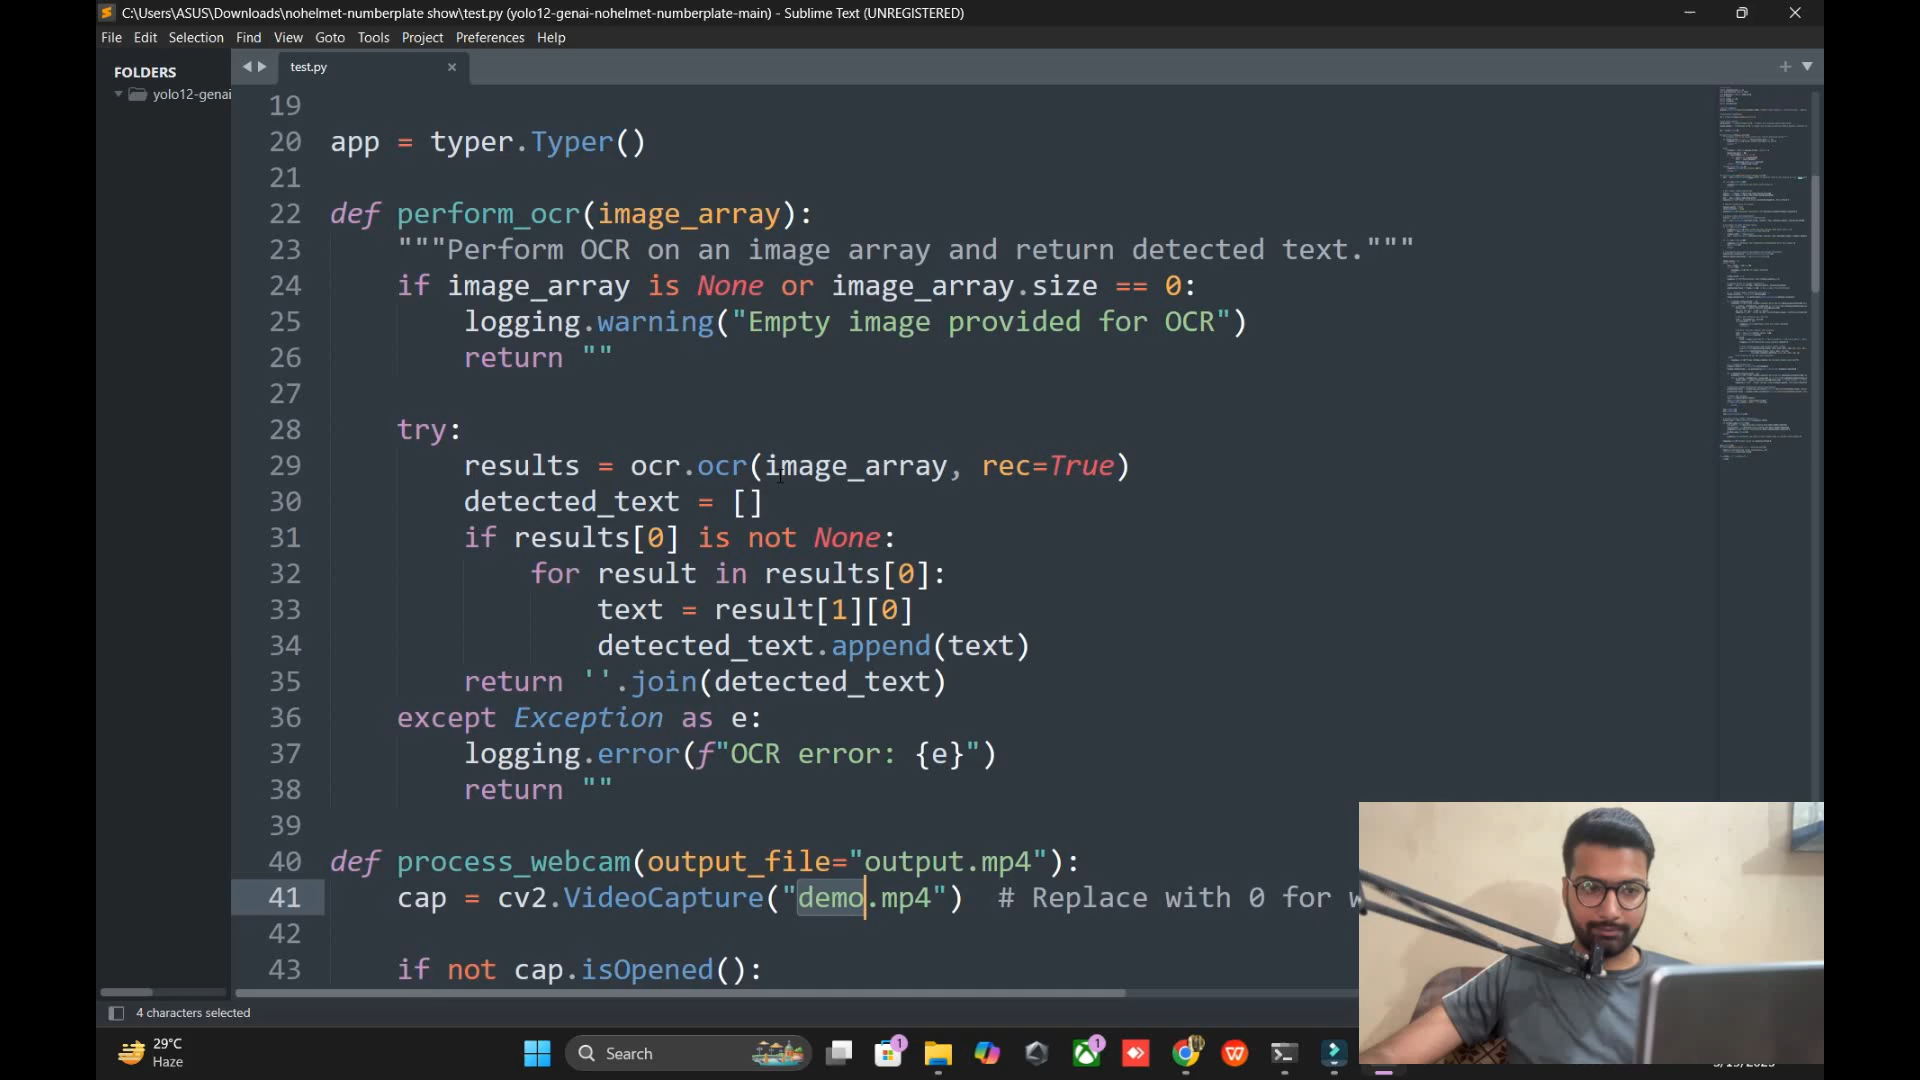 C:\Users\ASUS\Downloads\nohelmet-numberplate show\test.py (yolo12-genai-nohelmet-numberplate-main) - Sublime Text (UNREGISTERED)
File Edit Selection Find View Goto Tools Project Preferences Help
FOLDERS
yolo12-genai
test.py
19
20 app = typer.Typer()
21
22 def perform_ocr(image_array):
23 """Perform OCR on an image array and return detected text."""
24 if image_array is None or image_array.size == 0:
25 logging.warning("Empty image provided for OCR")
26 return ""
27
28 try:
29 results = ocr.ocr(image_array, rec=True)
30 detected_text = []
31 if results[0] is not None:
32 for result in results[0]:
33 text = result[1][0]
34 detected_text.append(text)
35 return ''.join(detected_text)
36 except Exception as e:
37 logging.error(f"OCR error: {e}")
38 return ""
39
40 def process_webcam(output_file="output.mp4"):
41 cap = cv2.VideoCapture("demo.mp4") # Replace with 0 for
42
43 if not cap.isOpened():
4 characters selected
29°C
Haze
Search
1
1